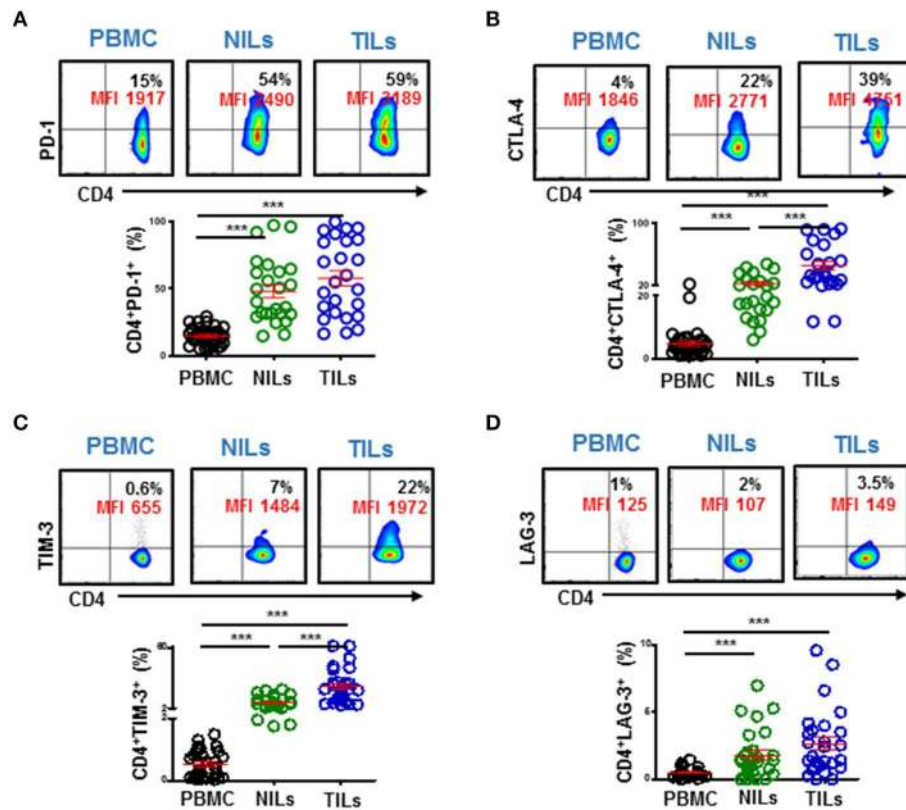 A
PBMC NILs TILs
15% 54% 59%
MFI 1917 MFI 2490 MFI 3189
PD-1
CD4
***
***
CD4+PD-1+ (%)
100
50
0
PBMC NILs TILs
B
PBMC NILs TILs
4% 22% 39%
MFI 1846 MFI 2771 MFI 4751
CTLA-4
CD4
***
*** ***
CD4+CTLA-4+ (%)
100
20
20
0
PBMC NILs TILs
C
PBMC NILs TILs
0.6% 7% 22%
MFI 655 MFI 1484 MFI 1972
TIM-3
CD4
***
*** ***
CD4+TIM-3+ (%)
2
0
PBMC NILs TILs
D
PBMC NILs TILs
1% 2% 3.5%
MFI 125 MFI 107 MFI 149
LAG-3
CD4
***
***
CD4+LAG-3+ (%)
10
5
0
PBMC NILs TILs